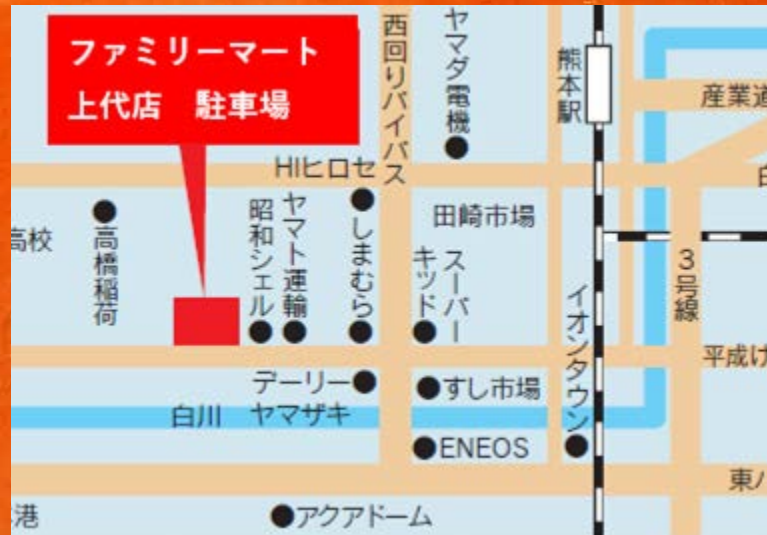 ファミリーマート
上代店　駐車場
西回りバイパス
ヤマダ電機
熊本駅
産業道
HIヒロセ
高校
高橋稲荷
昭和シェル
ヤマト運輸
しまむら
田崎市場
スーパー
キッド
イオンタウン
3号線
平成け
デーリー
ヤマザキ
すし市場
白川
ENEOS
東バ
港
アクアドーム